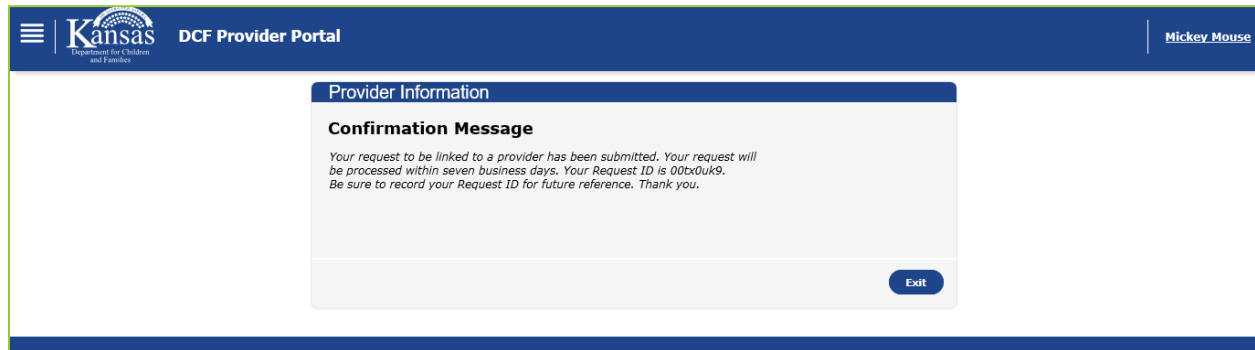 Kansas
Department for Children
and Families
DCF Provider Portal
Mickey Mouse
Provider Information
Confirmation Message
Your request to be linked to a provider has been submitted. Your request will
be processed within seven business days. Your Request ID is 00tx0uk9.
Be sure to record your Request ID for future reference. Thank you.
Exit